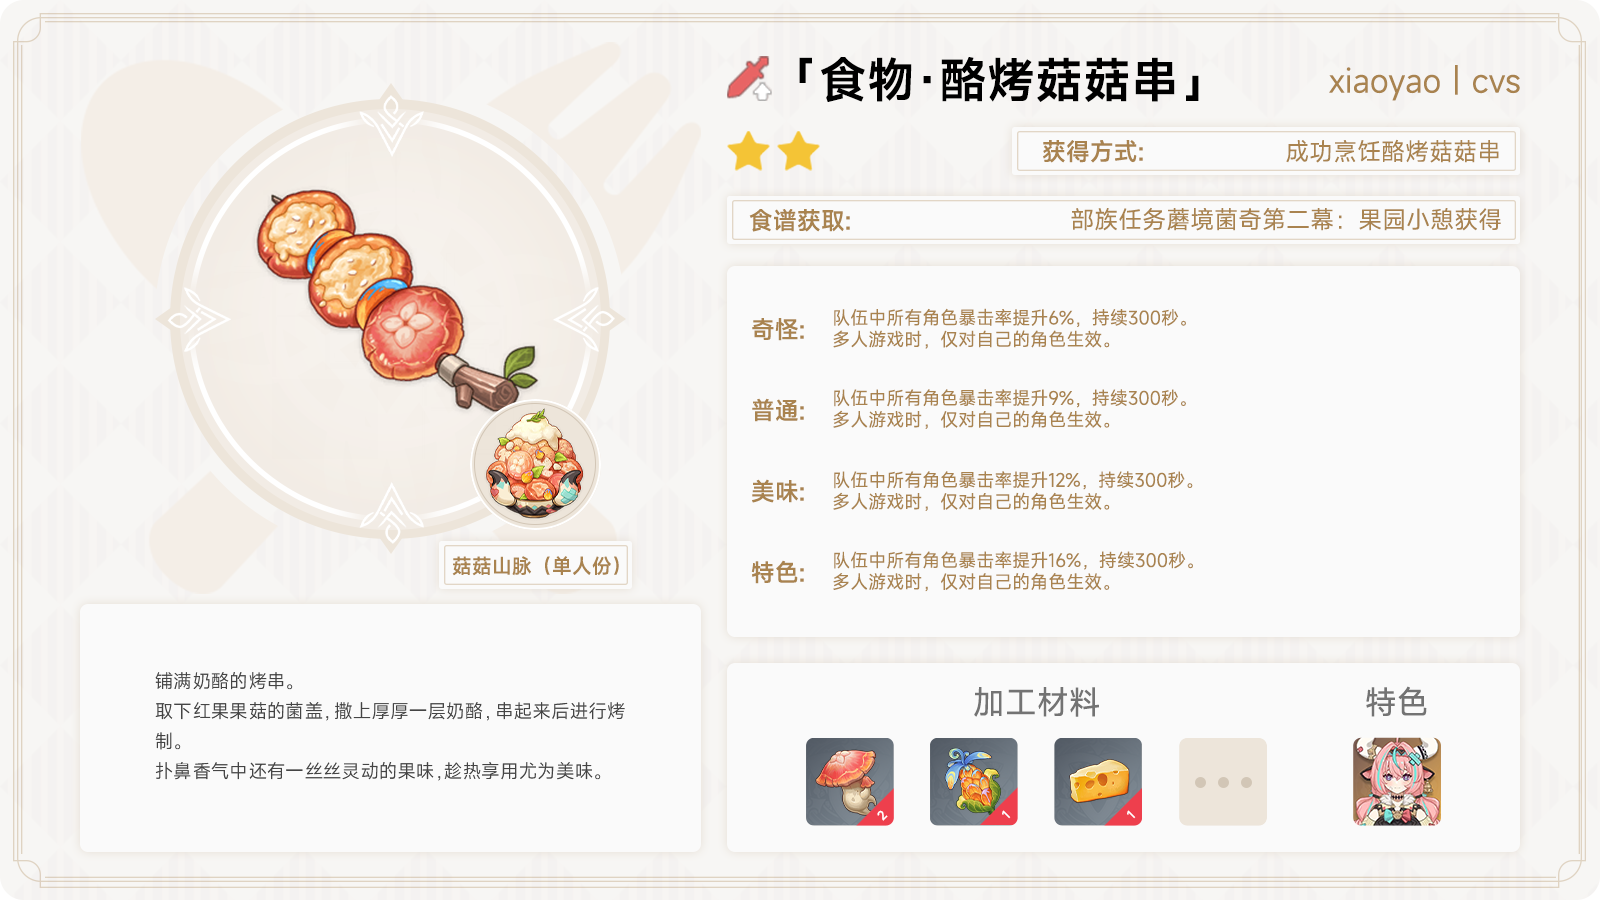 「食物·酪烤菇菇串」
xiaoyao | cvs
获得方式: 成功烹饪酪烤菇菇串
食谱获取: 部族任务蘑境菌奇第二幕：果园小憩获得
奇怪:
队伍中所有角色暴击率提升6%，持续300秒。
多人游戏时，仅对自己的角色生效。
普通:
队伍中所有角色暴击率提升9%，持续300秒。
多人游戏时，仅对自己的角色生效。
美味:
队伍中所有角色暴击率提升12%，持续300秒。
多人游戏时，仅对自己的角色生效。
特色:
队伍中所有角色暴击率提升16%，持续300秒。
多人游戏时，仅对自己的角色生效。
菇菇山脉（单人份）
铺满奶酪的烤串。
取下红果果菇的菌盖,撒上厚厚一层奶酪,串起来后进行烤
制。
扑鼻香气中还有一丝丝灵动的果味,趁热享用尤为美味。
加工材料
特色
2
1
1